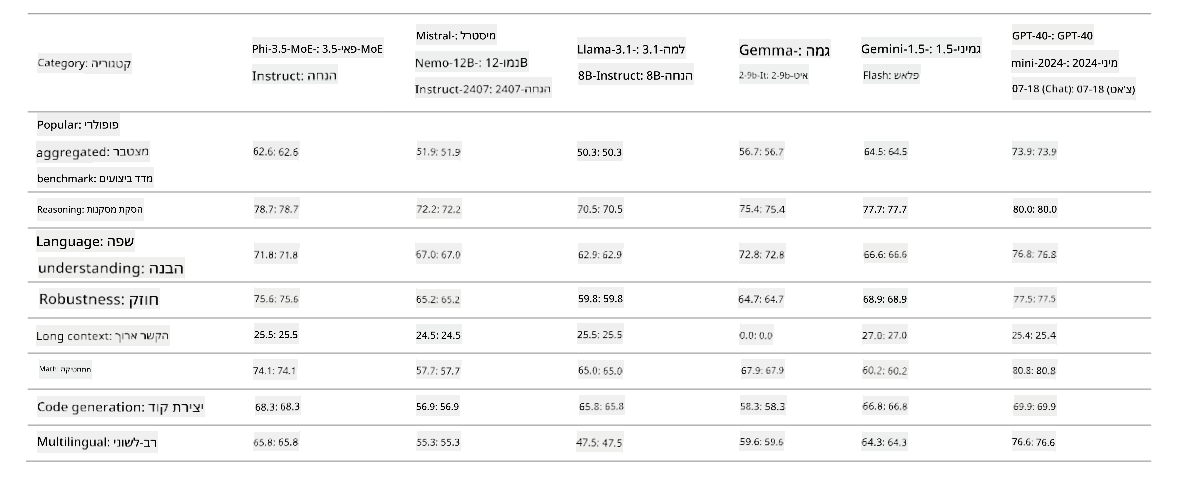 Category: קטגוריה
Phi-3.5-MoE-: 3.5-פאי-MoE
Instruct: הנחה
Mistral-: מיסטרל
Nemo-12B-: 12-נמוB
Instruct-2407: 2407-הנחה
Llama-3.1-: 3.1-למה
8B-Instruct: 8B-הנחה
Gemma-: גמה
2-9b-It: 2-9b-איט
Gemini-1.5-: 1.5-גמיני
Flash: פלאש
GPT-40-: GPT-40
mini-2024-: 2024-מיני
07-18 (Chat): 07-18 (צ'אט)
Popular: פופולרי
aggregated: מצטבר
benchmark: מדד ביצועים
62.6: 62.6
51.9: 51.9
50.3: 50.3
56.7: 56.7
64.5: 64.5
73.9: 73.9
Reasoning: הסקת מסקנות
78.7: 78.7
72.2: 72.2
70.5: 70.5
75.4: 75.4
77.7: 77.7
80.0: 80.0
Language: שפה
understanding: הבנה
71.8: 71.8
67.0: 67.0
62.9: 62.9
72.8: 72.8
66.6: 66.6
76.8: 76.8
Robustness: חוזק
75.6: 75.6
65.2: 65.2
59.8: 59.8
64.7: 64.7
68.9: 68.9
77.5: 77.5
Long context: הקשר ארוך
25.5: 25.5
24.5: 24.5
25.5: 25.5
0.0: 0.0
27.0: 27.0
25.4: 25.4
Math: מתמטיקה
74.1: 74.1
57.7: 57.7
65.0: 65.0
67.9: 67.9
60.2: 60.2
80.8: 80.8
Code generation: יצירת קוד
68.3: 68.3
56.9: 56.9
65.8: 65.8
58.3: 58.3
66.8: 66.8
69.9: 69.9
Multilingual: רב-לשוני
65.8: 65.8
55.3: 55.3
47.5: 47.5
59.6: 59.6
64.3: 64.3
76.6: 76.6